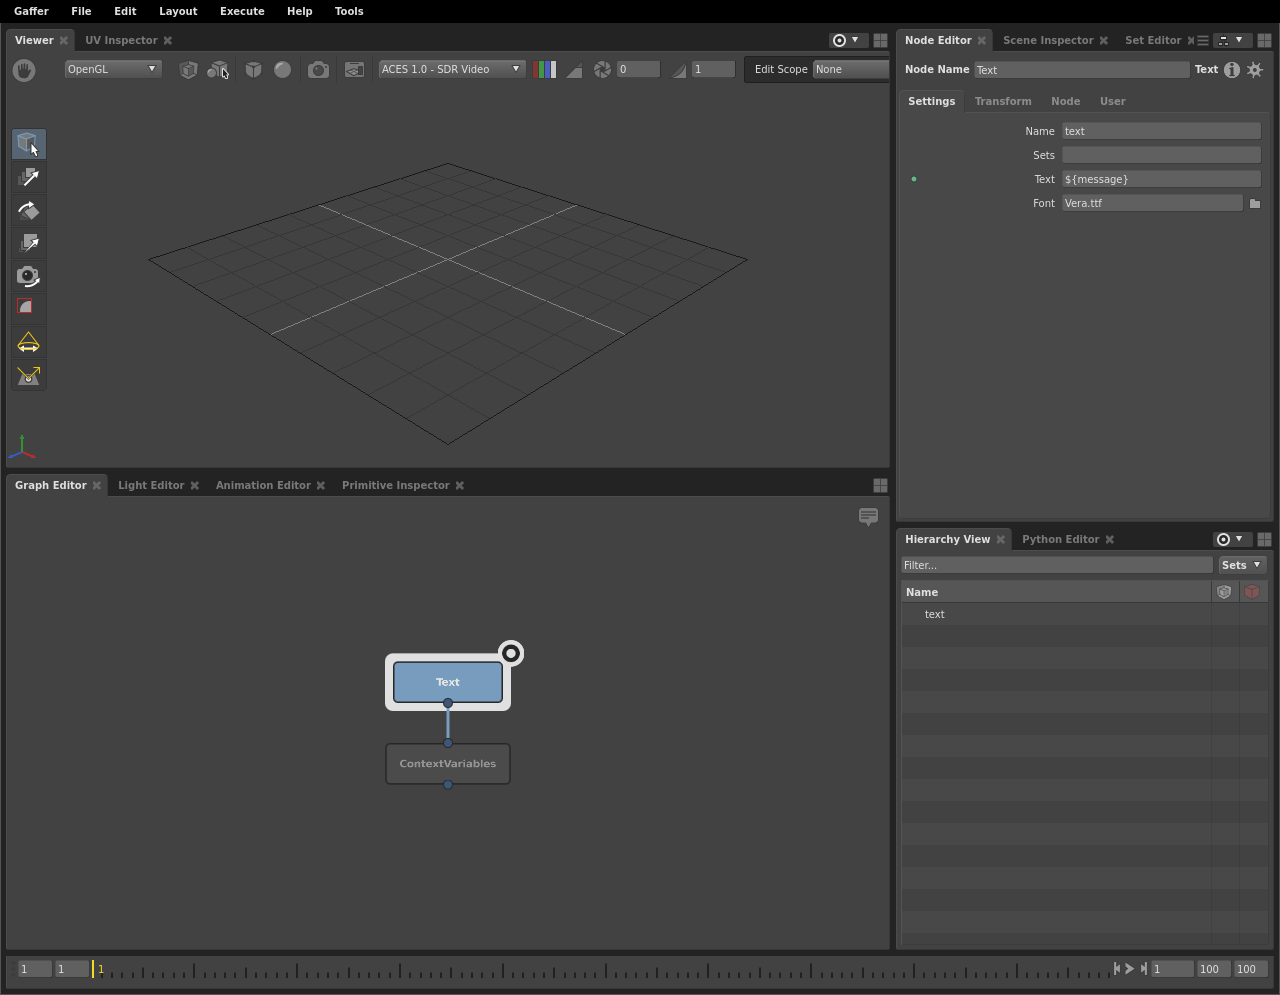 Gaffer File Edit Layout Execute Help Tools
Viewer UV Inspector
OpenGL ACES 1.0 - SDR Video 0 1 Edit Scope None
Node Editor Scene Inspector Set Editor
Node Name Text Text
Settings Transform Node User
Name text
Sets
Text ${message}
Font Vera.ttf
Graph Editor Light Editor Animation Editor Primitive Inspector
Text
ContextVariables
Hierarchy View Python Editor
Filter... Sets
Name
text
1 1 1 1 100 100